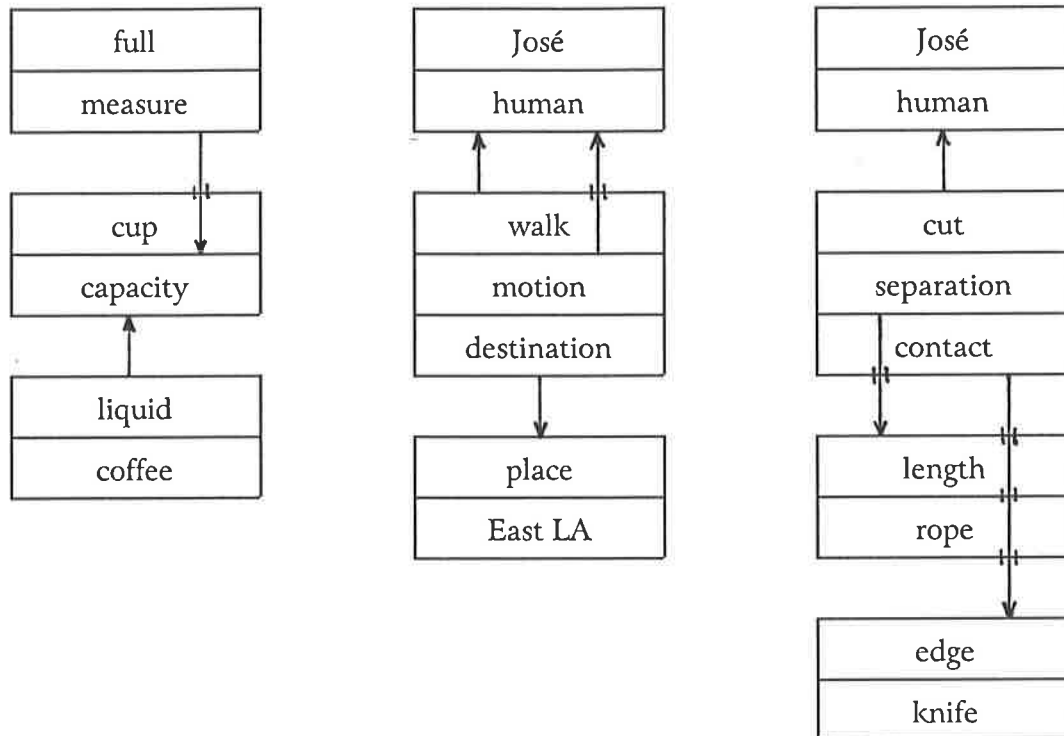 full
measure
cup
capacity
liquid
coffee
José
human
walk
motion
destination
place
East LA
José
human
cut
separation
contact
length
rope
edge
knife